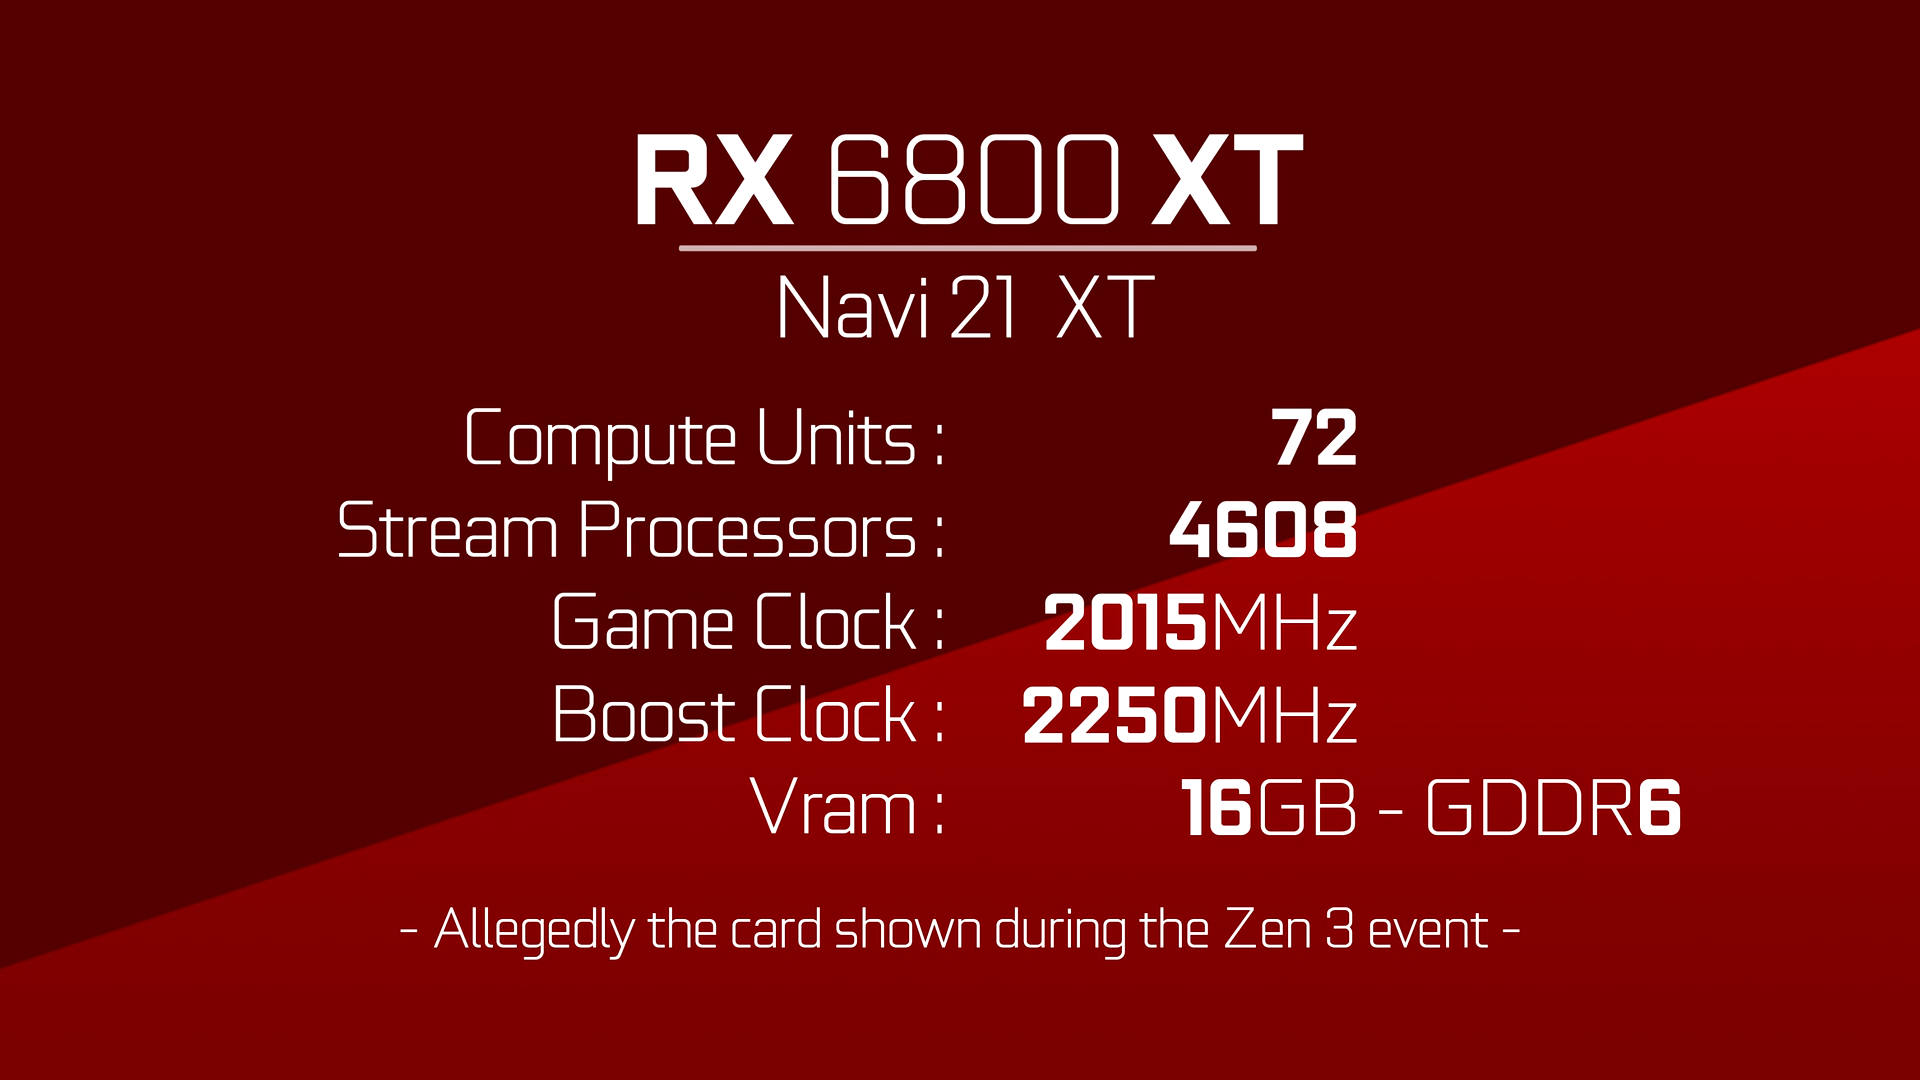 RX 6800 XT
Navi 21 XT
Compute Units : 72
Stream Processors : 4608
Game Clock : 2015MHz
Boost Clock : 2250MHz
Vram : 16GB - GDDR6
- Allegedly the card shown during the Zen 3 event -